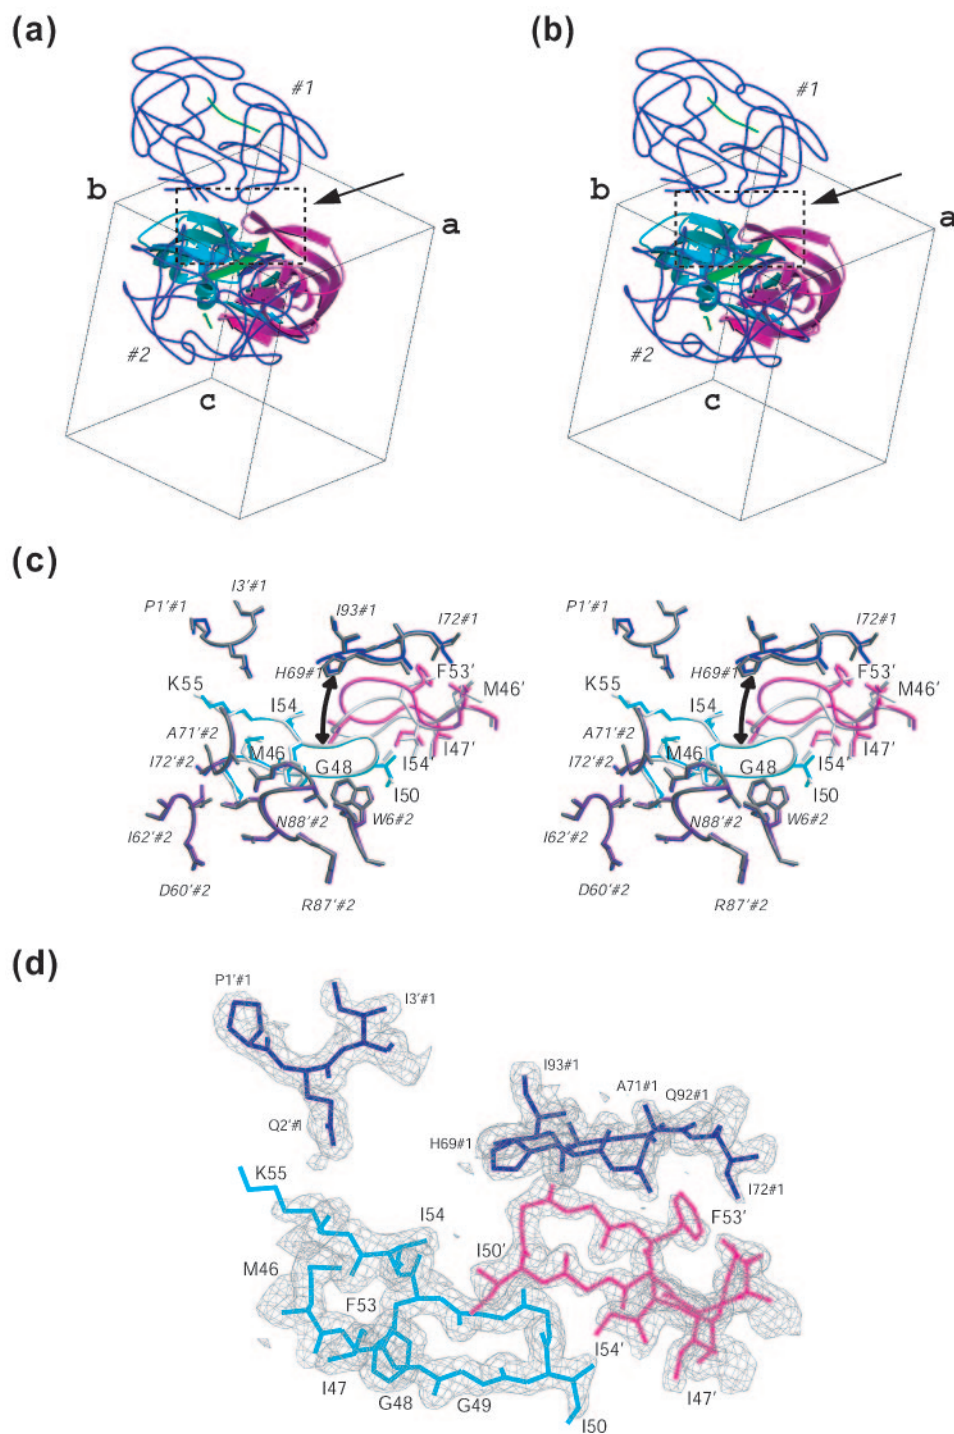 (a)
(b)
#1
#1
b
a
b
a
#2
#2
c
c
(c)
I3'#1
P1'#1
I93#1
I72#1
H69#1
F53'
K55
I54
M46'
A71'#2
M46
G48
I72'#2
I54'
I47'
I50
I62'#2
N88'#2
W6#2
D60'#2
R87'#2
P1'#1
I93#1
I72#1
H69#1
F53'
K55
I54
M46'
A71'#2
M46
G48
I72'#2
I54'
I47'
I50
I62'#2
N88'#2
W6#2
D60'#2
R87'#2
(d)
P1'#1
I3'#1
I93#1
A71#1
Q92#1
Q2'#1
H69#1
K55
I72#1
I54
F53'
I50'
M46
F53
I54'
I47
G48
G49
I47'
I50